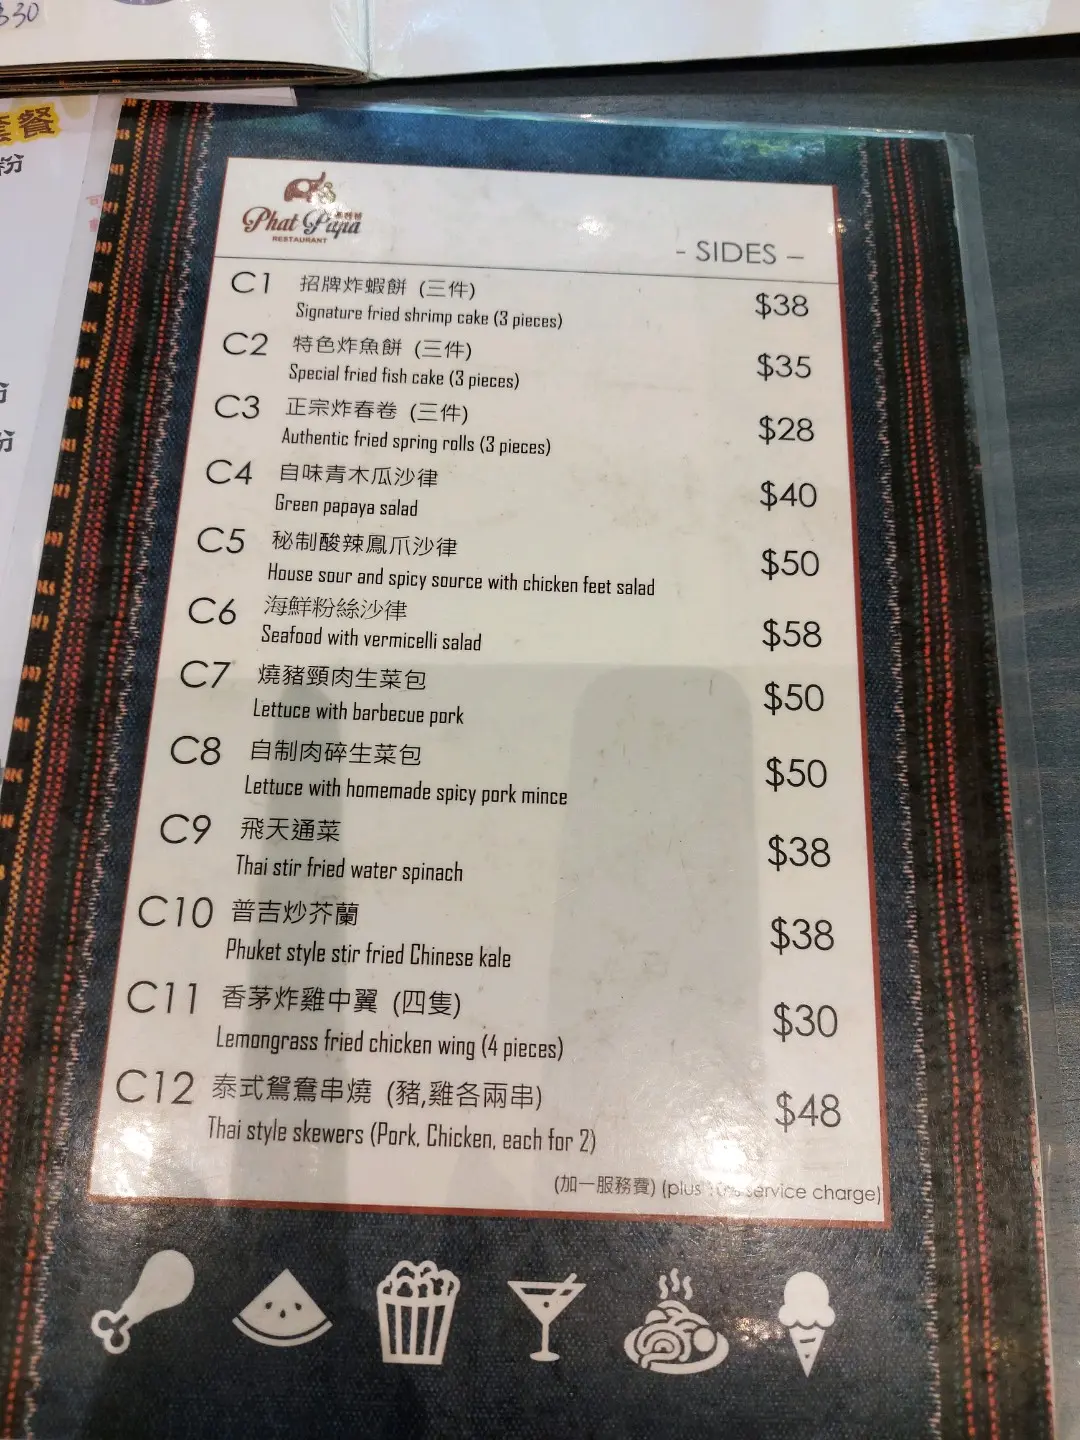 $30
套餐
粉
Phat Papa
RESTAURANT
- SIDES –
C1 招牌炸蝦餅 (三件) $38
Signature fried shrimp cake (3 pieces)
C2 特色炸魚餅 (三件) $35
Special fried fish cake (3 pieces)
C3 正宗炸春卷 (三件) $28
Authentic fried spring rolls (3 pieces)
C4 自味青木瓜沙律 $40
Green papaya salad
C5 秘制酸辣鳳爪沙律 $50
House sour and spicy source with chicken feet salad
C6 海鮮粉絲沙律 $58
Seafood with vermicelli salad
C7 燒豬頸肉生菜包 $50
Lettuce with barbecue pork
C8 自制肉碎生菜包 $50
Lettuce with homemade spicy pork mince
C9 飛天通菜 $38
Thai stir fried water spinach
C10 普吉炒芥蘭 $38
Phuket style stir fried Chinese kale
C11 香茅炸雞中翼 (四隻) $30
Lemongrass fried chicken wing (4 pieces)
C12 泰式鴛鴦串燒 (豬,雞各兩串) $48
Thai style skewers (Pork, Chicken, each for 2)
(加一服務費) (plus 10% service charge)